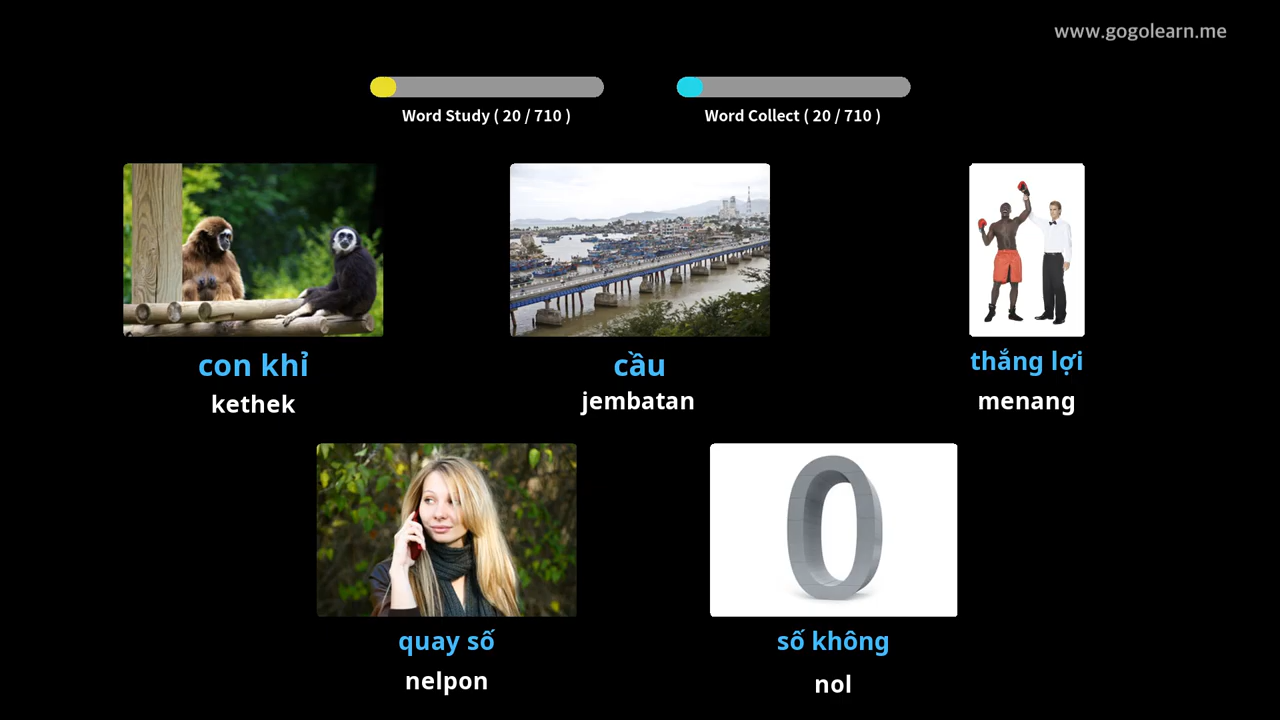 www.gogolearn.me
Word Study ( 20 / 710 )
Word Collect ( 20 / 710 )
con khỉ
kethek
cầu
jembatan
thắng lợi
menang
quay số
nelpon
số không
nol